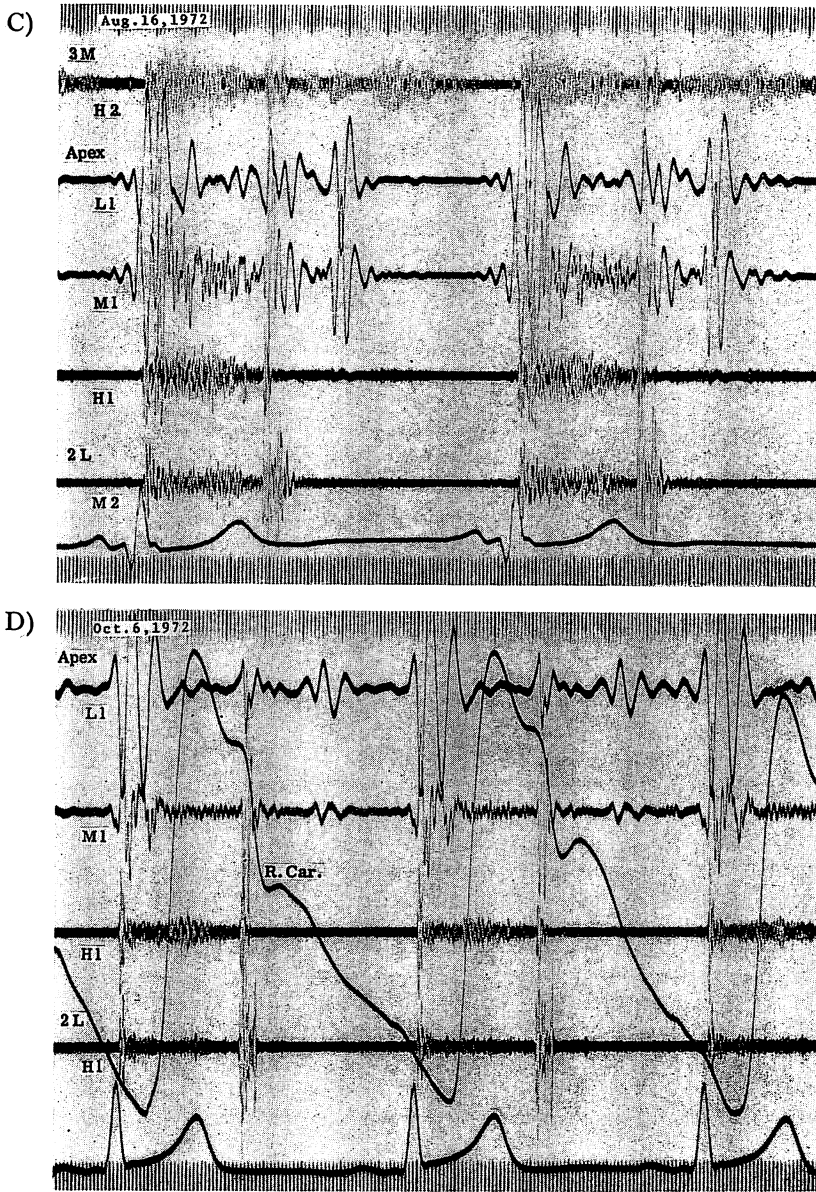 C)
Aug.16,1972
3M
H2
Apex
L1
M1
H1
2L
M2
D)
Oct.6,1972
Apex
L1
M1
R.Car.
H1
2L
H1